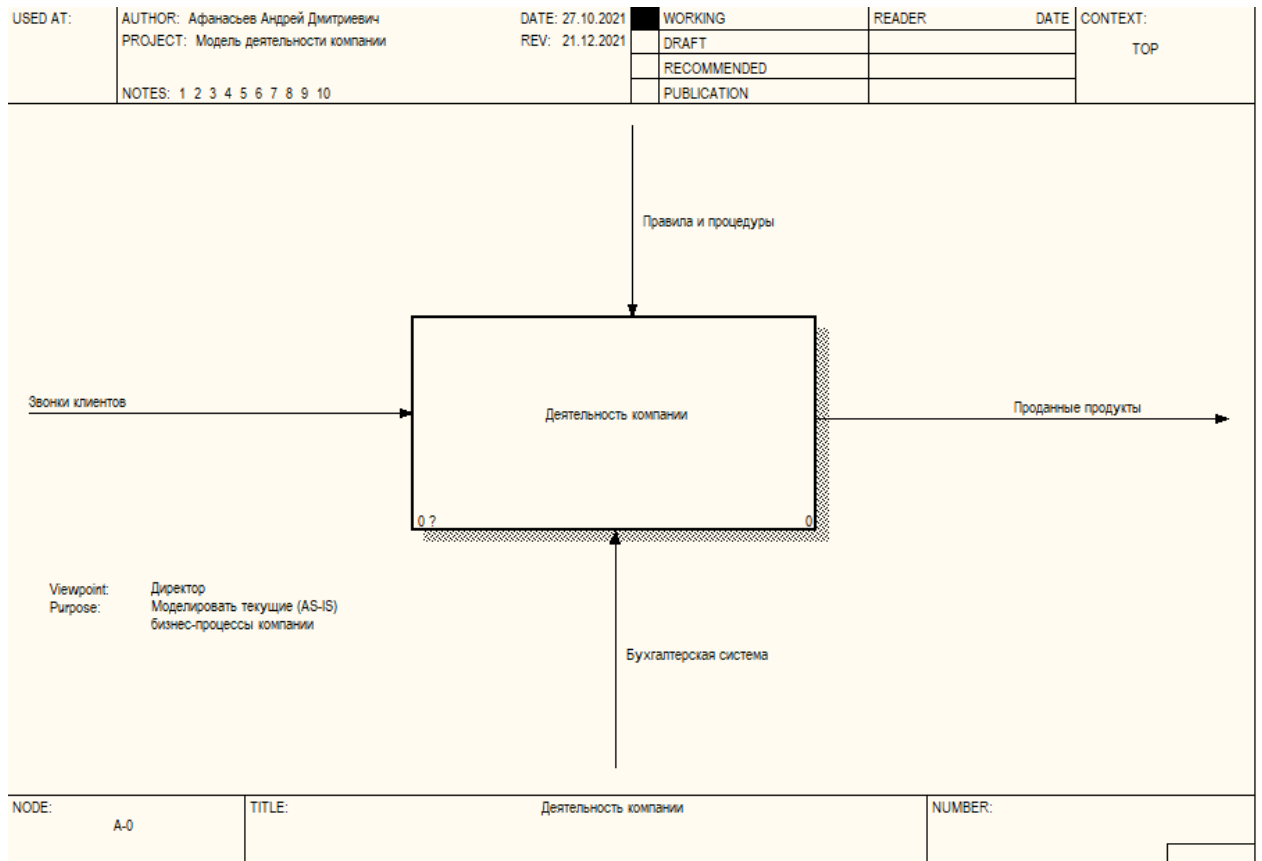 USED AT:
AUTHOR: Афанасьев Андрей Дмитриевич
DATE: 27.10.2021
PROJECT: Модель деятельности компании
REV: 21.12.2021
NOTES: 1 2 3 4 5 6 7 8 9 10
WORKING
DRAFT
RECOMMENDED
PUBLICATION
READER
DATE
CONTEXT:
TOP
Правила и процедуры
Звонки клиентов
Деятельность компании
Проданные продукты
0 ?
0
Viewpoint: Директор
Purpose: Моделировать текущие (AS-IS)
бизнес-процессы компании
Бухгалтерская система
NODE:
A-0
TITLE:
Деятельность компании
NUMBER: